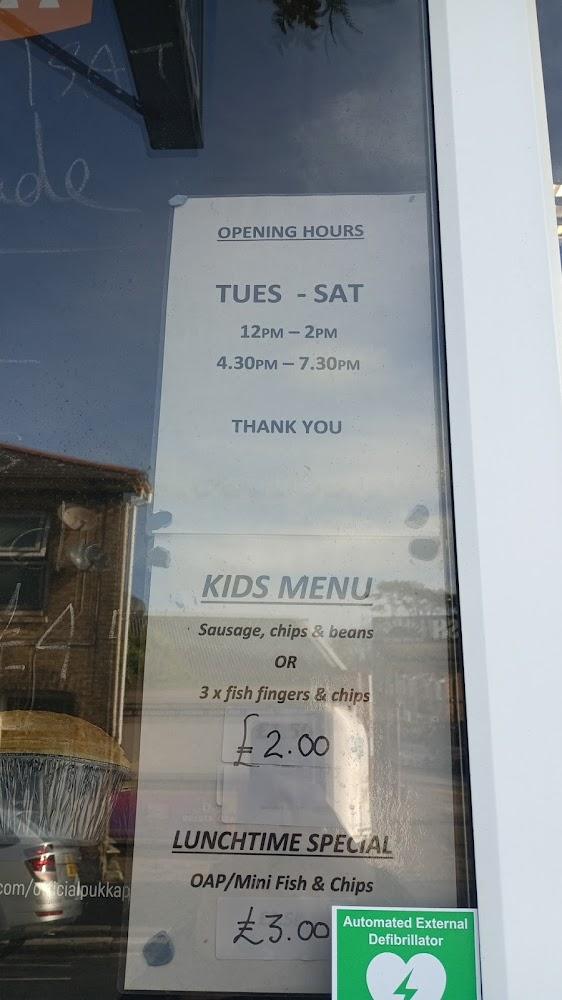 OPENING HOURS
TUES - SAT
12PM – 2PM
4.30PM – 7.30PM
THANK YOU
KIDS MENU
Sausage, chips & beans
OR
3 x fish fingers & chips
£2.00
LUNCHTIME SPECIAL
OAP/Mini Fish & Chips
£3.00
Automated External
Defibrillator